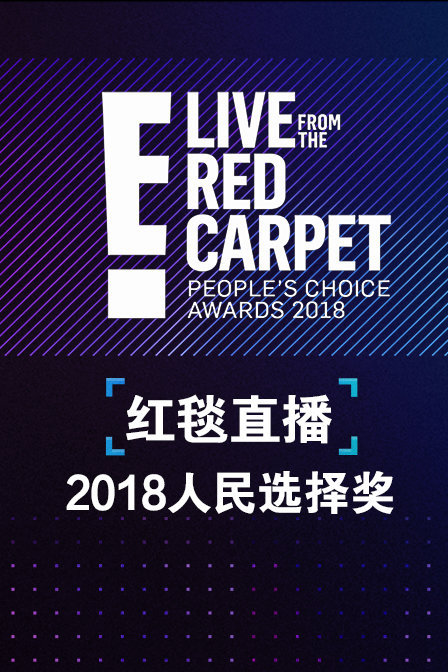 E!
LIVE FROM THE
RED
CARPET
PEOPLE'S CHOICE
AWARDS 2018
红毯直播
2018人民选择奖